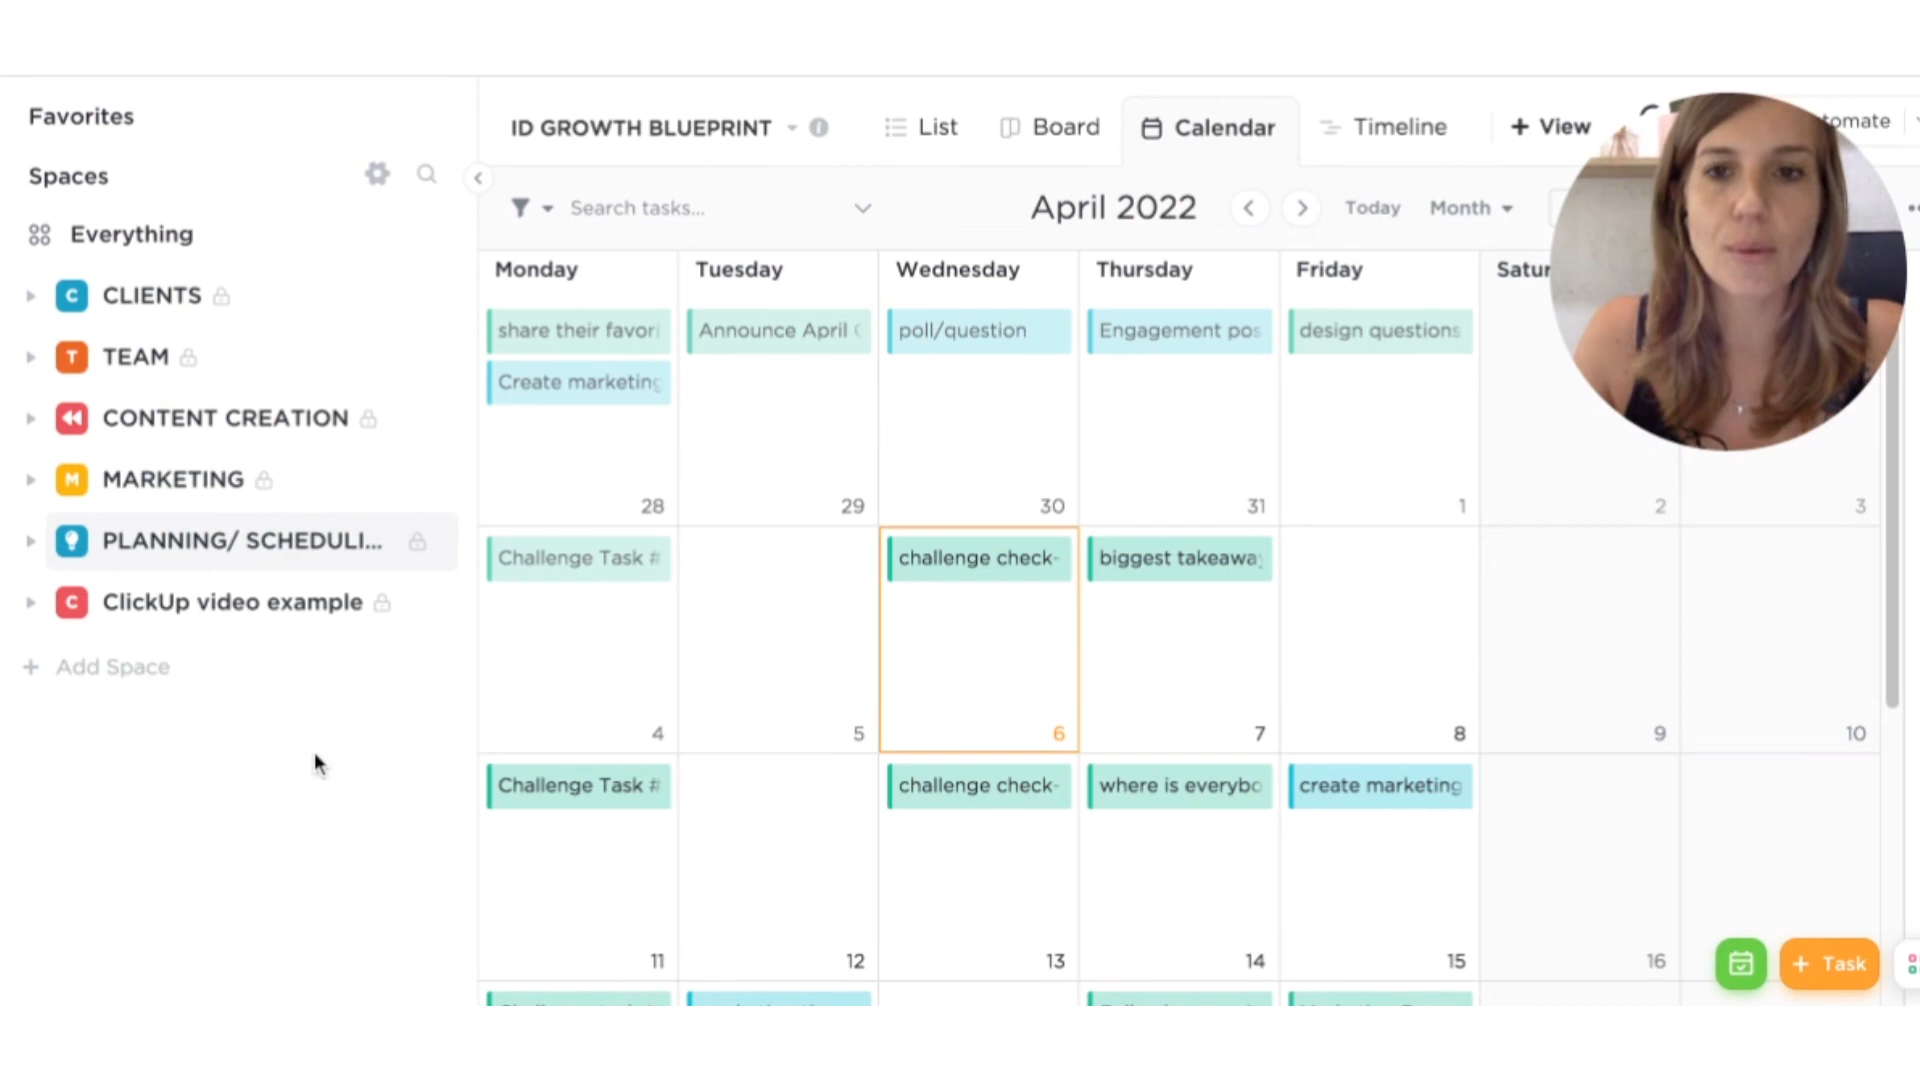 Favorites
Spaces
Everything
C CLIENTS
T TEAM
CONTENT CREATION
M MARKETING
PLANNING/ SCHEDULI...
C ClickUp video example
+ Add Space
ID GROWTH BLUEPRINT
List
Board
Calendar
Timeline
+ View
tomate
Search tasks...
April 2022
Today
Month
Monday
Tuesday
Wednesday
Thursday
Friday
Satur
share their favori
Announce April
poll/question
Engagement pos
design questions
Create marketing
28
29
30
31
1
2
3
Challenge Task #
challenge check-
biggest takeaway
4
5
6
7
8
9
10
Challenge Task #
challenge check-
where is everybo
create marketing
11
12
13
14
15
16
+ Task